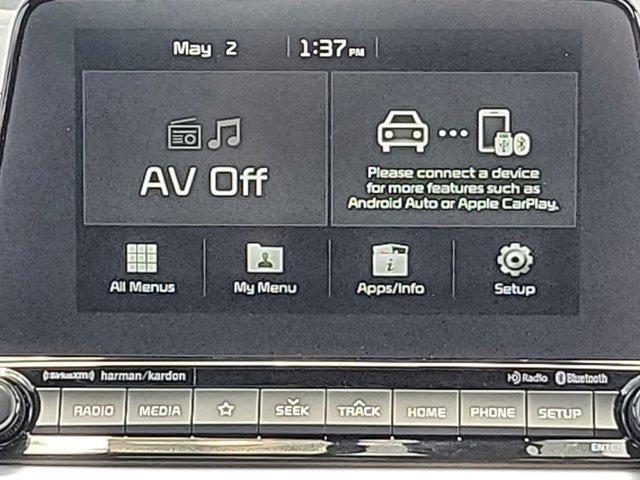 May 2 1:37 PM
AV Off
Please connect a device
for more features such as
Android Auto or Apple CarPlay.
All Menus My Menu Apps/Info Setup
((SiriusXM)) harman/kardon HD Radio Bluetooth
RADIO MEDIA SEEK TRACK HOME PHONE SETUP
ENTER